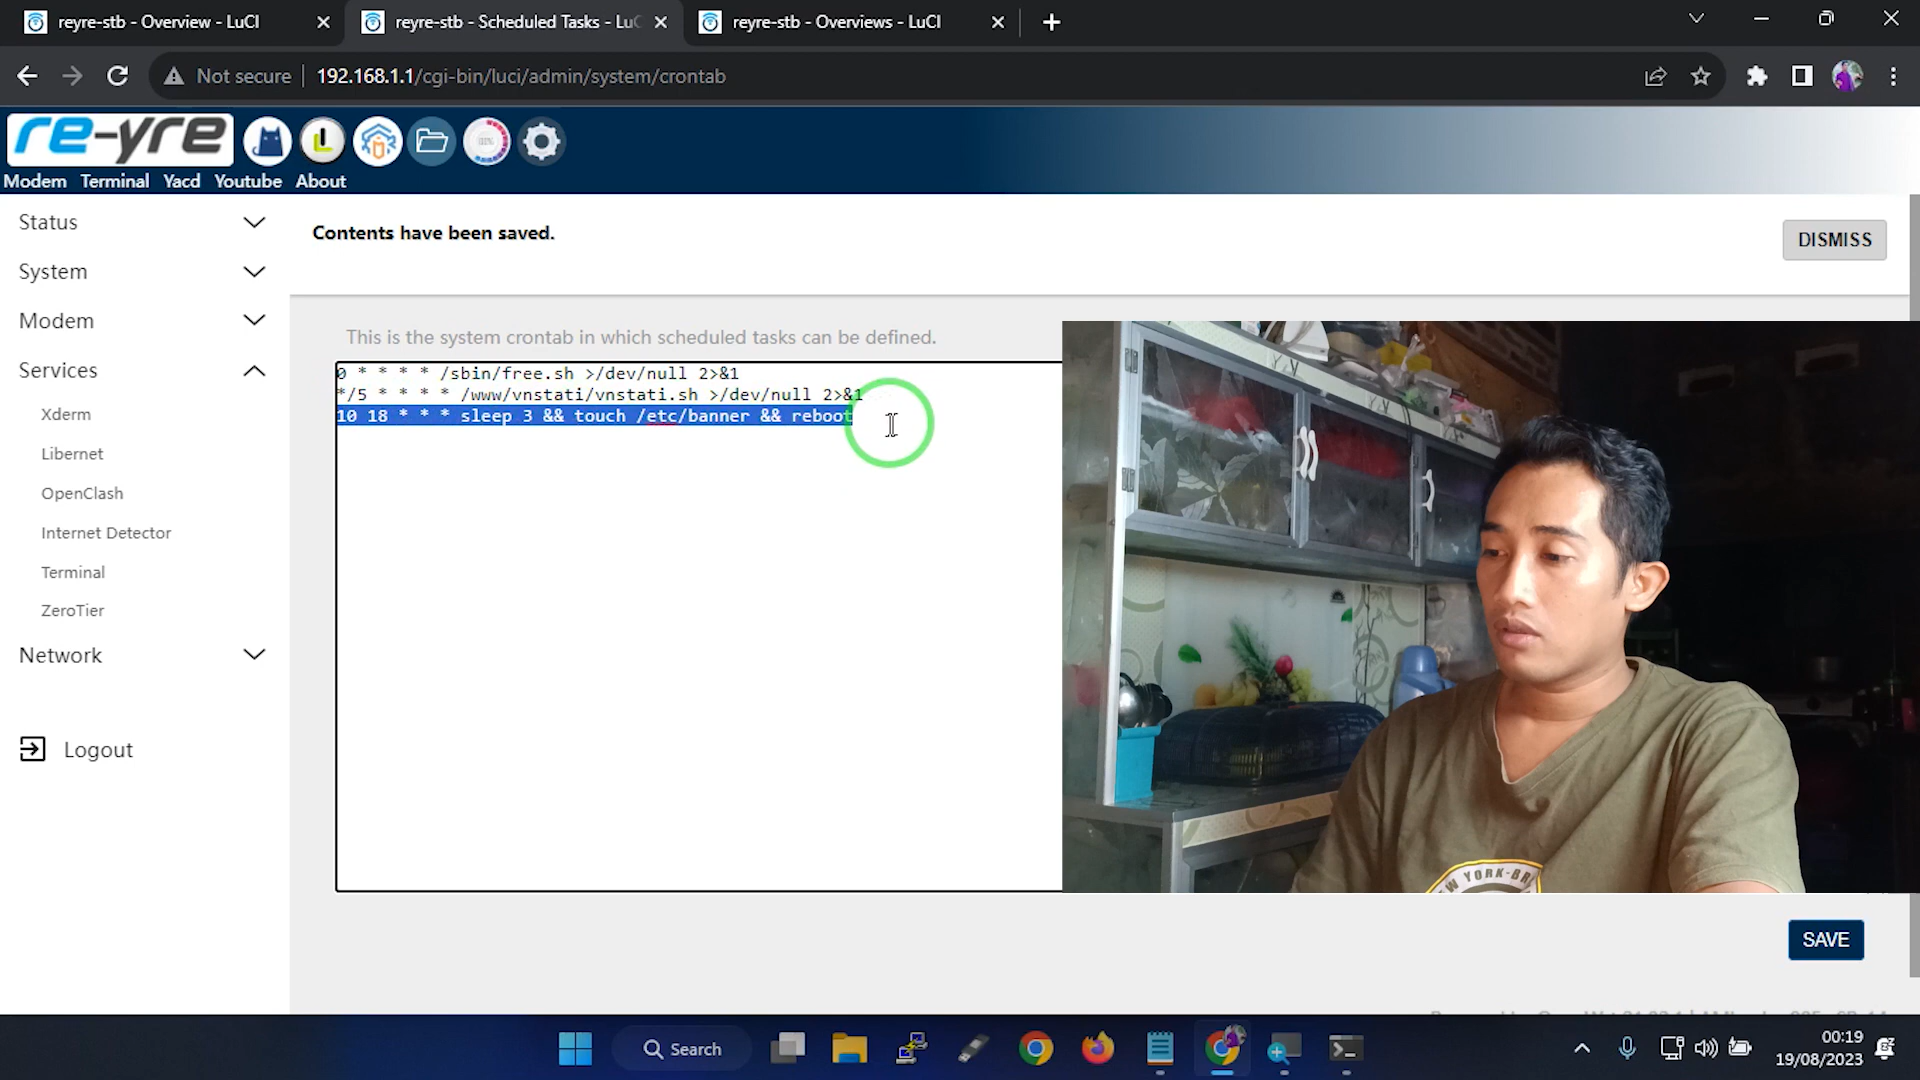 reyre-stb - Overview - LuCI
reyre-stb - Scheduled Tasks - LuC
reyre-stb - Overviews - LuCI
Not secure
192.168.1.1/cgi-bin/luci/admin/system/crontab
re-yre
Modem Terminal Yacd Youtube About
Status
System
Modem
Services
Xderm
Libernet
OpenClash
Internet Detector
Terminal
ZeroTier
Network
Logout
Contents have been saved.
DISMISS
This is the system crontab in which scheduled tasks can be defined.
0 * * * * /sbin/free.sh >/dev/null 2>&1
*/5 * * * * /www/vnstati/vnstati.sh >/dev/null 2>&1
10 18 * * * sleep 3 && touch /etc/banner && reboot
SAVE
Search
00:19
19/08/2023